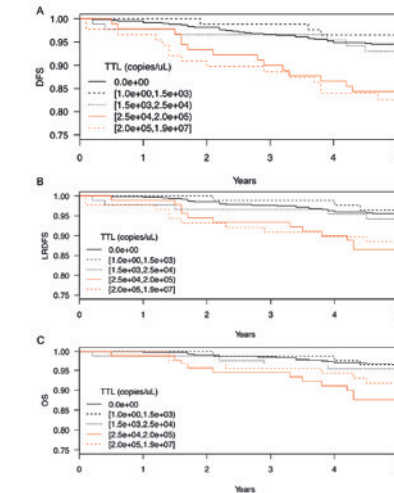 A
DFS
1.00
0.95
0.90
0.85
0.80
0.75
TTL (copies/uL)
0.0e+00
[1.0e+00,1.5e+03)
[1.5e+03,2.5e+04)
[2.5e+04,2.0e+05)
[2.0e+05,1.9e+07]
0 1 2 3 4
Years
B
LRDFS
1.00
0.95
0.90
0.85
0.80
0.75
TTL (copies/uL)
0.0e+00
[1.0e+00,1.5e+03)
[1.5e+03,2.5e+04)
[2.5e+04,2.0e+05)
[2.0e+05,1.9e+07]
0 1 2 3 4
Years
C
OS
1.00
0.95
0.90
0.85
0.80
0.75
TTL (copies/uL)
0.0e+00
[1.0e+00,1.5e+03)
[1.5e+03,2.5e+04)
[2.5e+04,2.0e+05)
[2.0e+05,1.9e+07]
0 1 2 3 4
Years